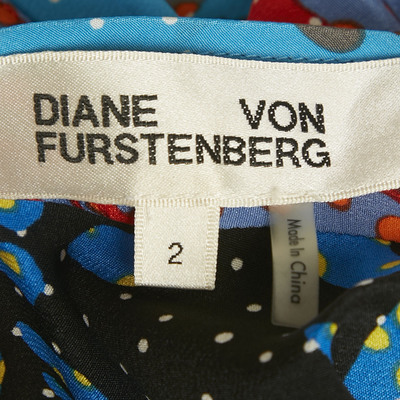 DIANE VON
FURSTENBERG
2
Made In China